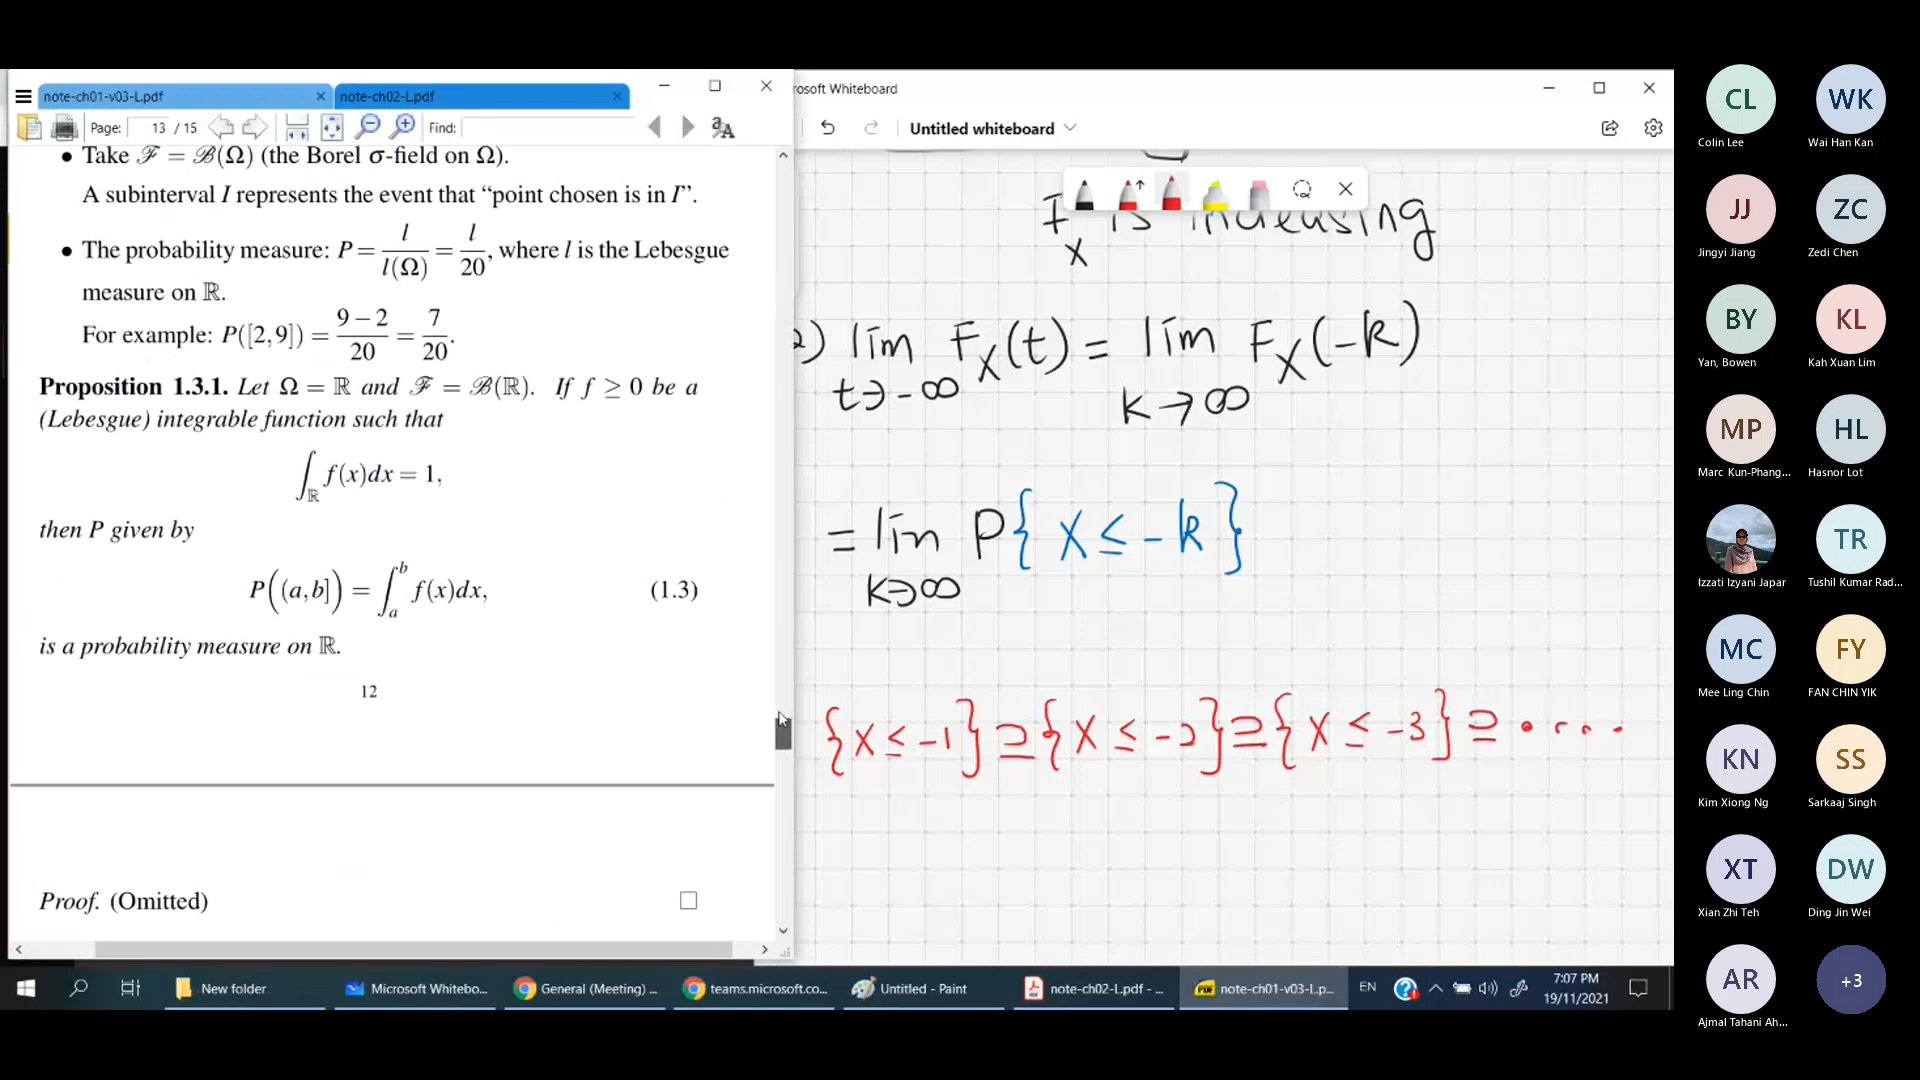 note-ch01-v03-L.pdf
note-ch02-L.pdf
Page: 13 / 15
Find:
• Take ℱ = ℬ(Ω) (the Borel σ-field on Ω).
A subinterval I represents the event that “point chosen is in I”.
• The probability measure: P = l/l(Ω) = l/20, where l is the Lebesgue
measure on ℝ.
For example: P([2,9]) = (9 − 2)/20 = 7/20.
Proposition 1.3.1. Let Ω = ℝ and ℱ = ℬ(ℝ). If f ≥ 0 be a
(Lebesgue) integrable function such that
∫_ℝ f(x)dx = 1,
then P given by
P((a,b]) = ∫_a^b f(x)dx, (1.3)
is a probability measure on ℝ.
12
Proof. (Omitted) □
rosoft Whiteboard
Untitled whiteboard
F_X is increasing
2) lim t→-∞ F_X(t) = lim k→∞ F_X(-k)
= lim k→∞ P{ X ≤ -k }
{X ≤ -1} ⊇ {X ≤ -2} ⊇ {X ≤ -3} ⊇ .....
CL
Colin Lee
WK
Wai Han Kan
JJ
Jingyi Jiang
ZC
Zedi Chen
BY
Yan, Bowen
KL
Kah Xuan Lim
MP
Marc Kun-Phang...
HL
Hasnor Lot
Izzati Izyani Japar
TR
Tushil Kumar Rad...
MC
Mee Ling Chin
FY
FAN CHIN YIK
KN
Kim Xiong Ng
SS
Sarkaaj Singh
XT
Xian Zhi Teh
DW
Ding Jin Wei
AR
Ajmal Tahani Ah...
+3
New folder
Microsoft Whitebo...
General (Meeting) ...
teams.microsoft.co...
Untitled - Paint
note-ch02-L.pdf - ...
note-ch01-v03-L.p...
EN
7:07 PM
19/11/2021